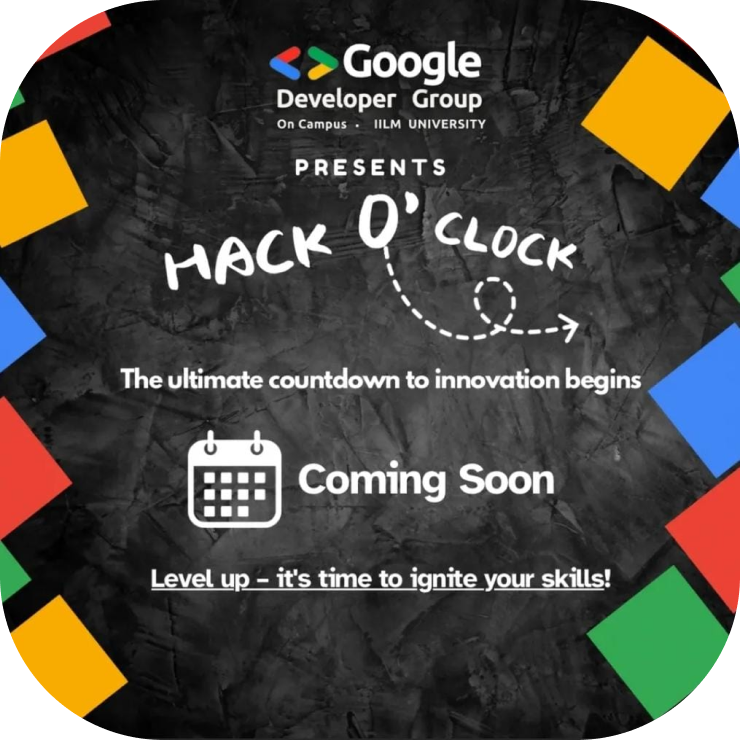 Google
Developer Group
On Campus • IILM UNIVERSITY
PRESENTS
HACK O' CLOCK
The ultimate countdown to innovation begins
Coming Soon
Level up – it's time to ignite your skills!